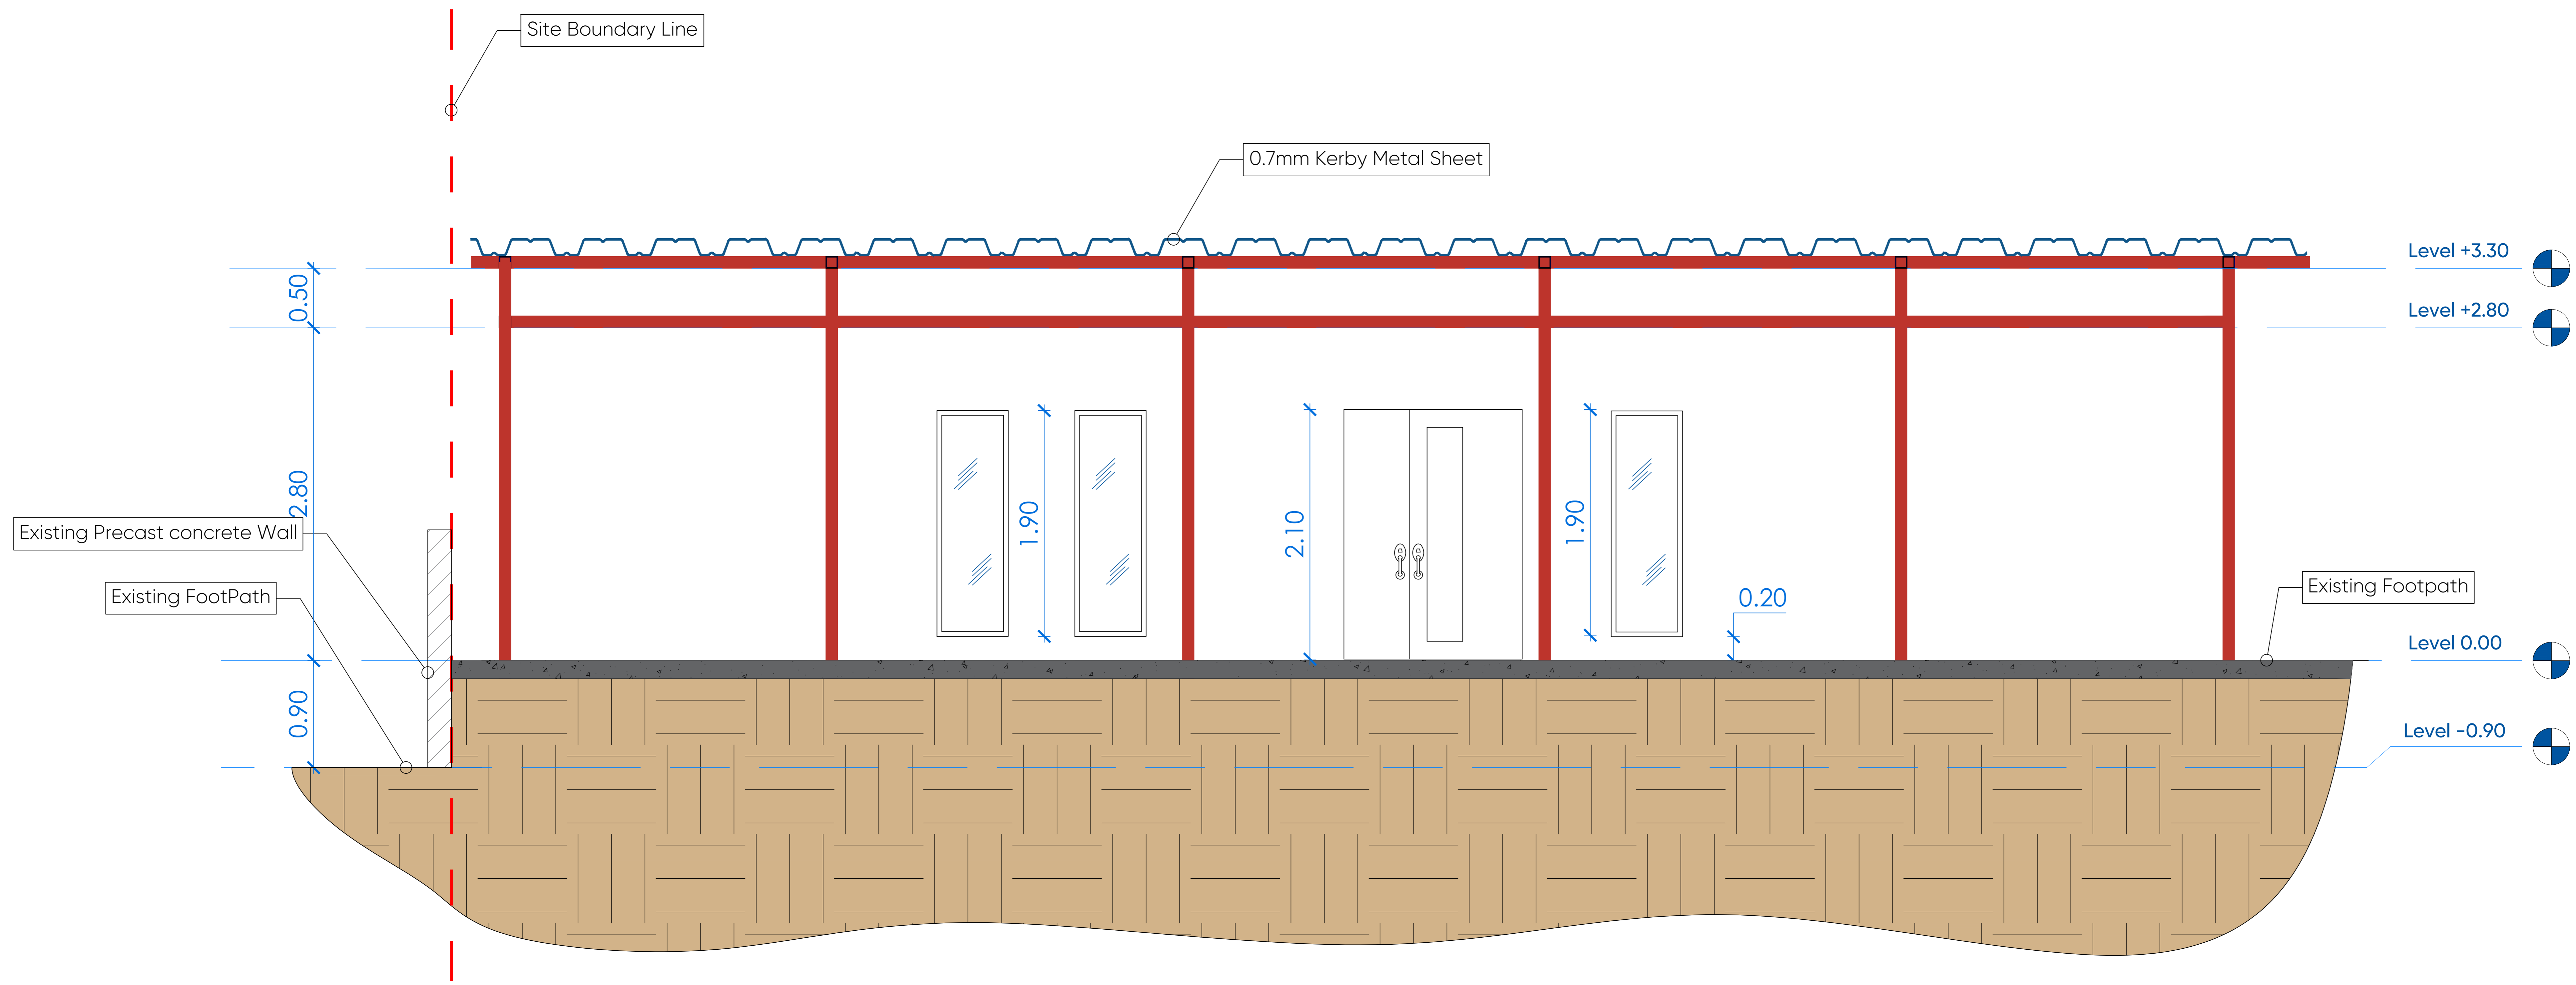 Site Boundary Line
0.7mm Kerby Metal Sheet
Level +3.30
0.50
Level +2.80
2.80
1.90
2.10
1.90
Existing Precast concrete Wall
Existing FootPath
0.20
Existing Footpath
Level 0.00
0.90
Level -0.90